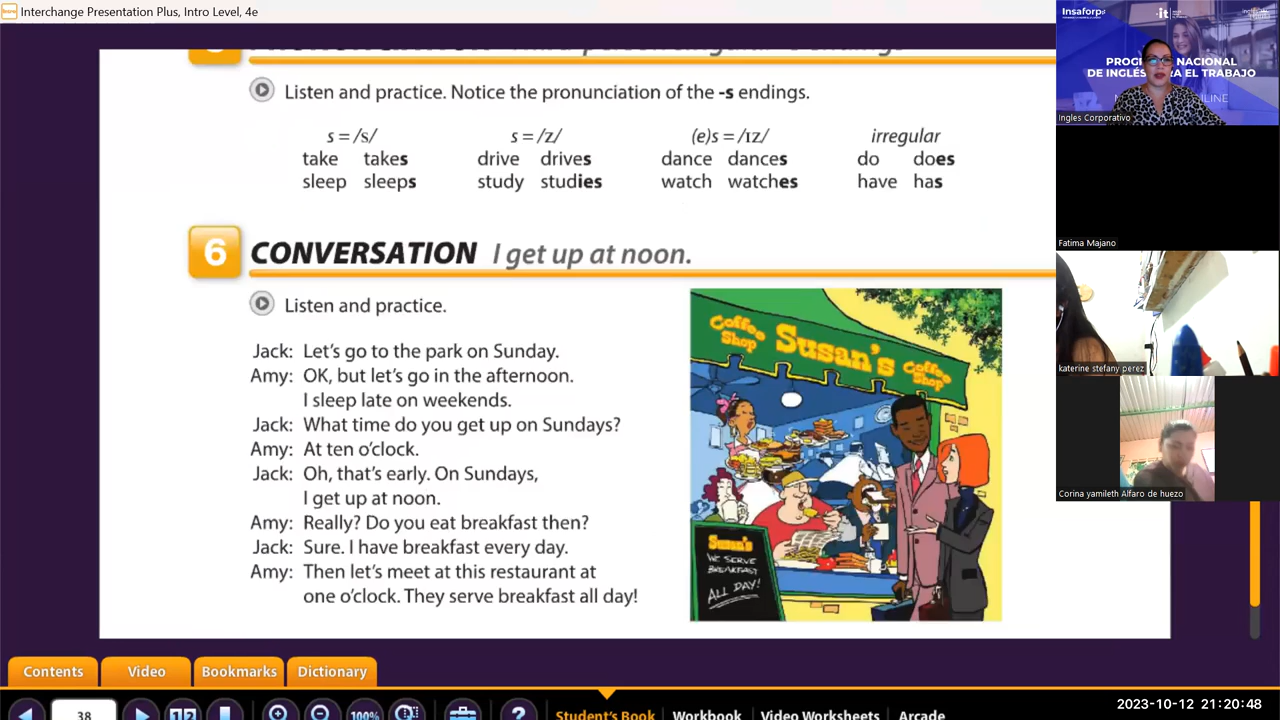 Interchange Presentation Plus, Intro Level, 4e
Listen and practice. Notice the pronunciation of the -s endings.
s = /s/ s = /z/ (e)s = /ɪz/ irregular
take takes drive drives dance dances do does
sleep sleeps study studies watch watches have has
6 CONVERSATION I get up at noon.
Listen and practice.
Jack: Let's go to the park on Sunday.
Amy: OK, but let's go in the afternoon.
I sleep late on weekends.
Jack: What time do you get up on Sundays?
Amy: At ten o'clock.
Jack: Oh, that's early. On Sundays,
I get up at noon.
Amy: Really? Do you eat breakfast then?
Jack: Sure. I have breakfast every day.
Amy: Then let's meet at this restaurant at
one o'clock. They serve breakfast all day!
Coffee Shop Susan's Coffee Shop
Susan's
WE SERVE
BREAKFAST
ALL DAY!
Insaforp
it
NACIONAL
DE INGLÉS RA EL TRABAJO
Ingles Corporativo
Fatima Majano
katerine stefany perez
Corina yamileth Alfaro de huezo
Contents Video Bookmarks Dictionary
38 100% ? Student's Book Workbook Video Worksheets Arcade
2023-10-12 21:20:48